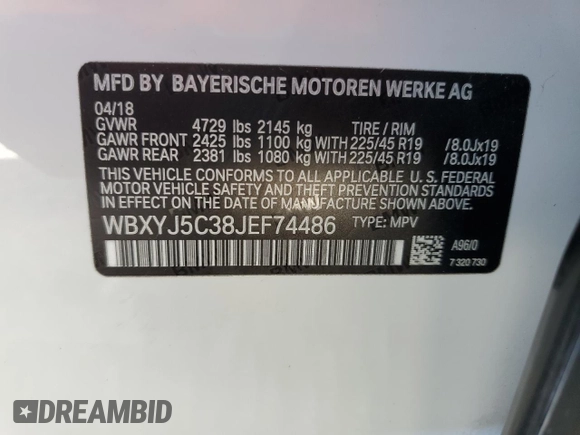 MFD BY BAYERISCHE MOTOREN WERKE AG
04/18
GVWR 4729 lbs 2145 kg TIRE / RIM
GAWR FRONT 2425 lbs 1100 kg WITH 225/45 R19 /8.0Jx19
GAWR REAR 2381 lbs 1080 kg WITH 225/45 R19 /8.0Jx19
THIS VEHICLE CONFORMS TO ALL APPLICABLE U. S. FEDERAL
MOTOR VEHICLE SAFETY AND THEFT PREVENTION STANDARDS
IN EFFECT ON THE DATE OF MANUFACTURE SHOWN ABOVE.
WBXYJ5C38JEF74486 TYPE: MPV
A96/0
7 320 730
DREAMBID